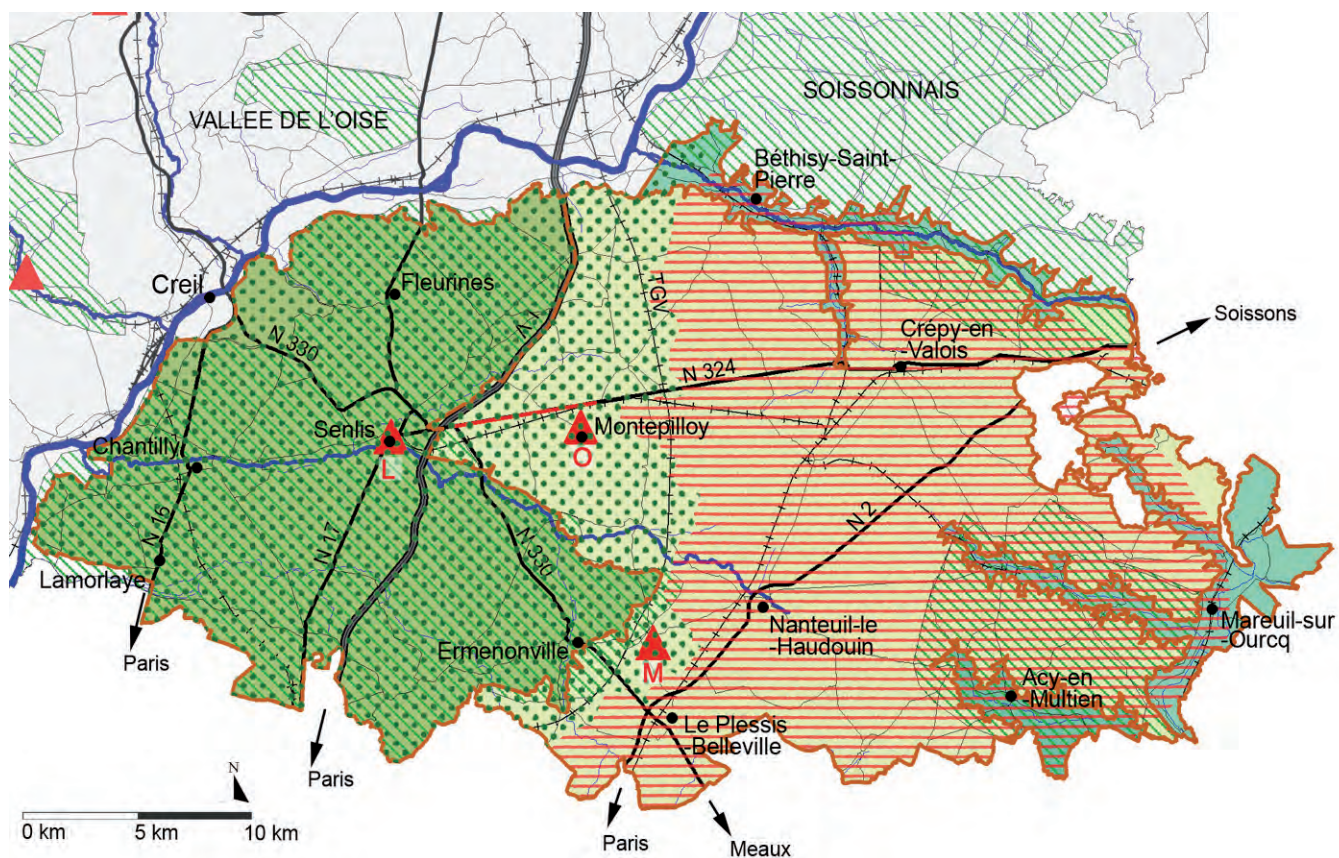 VALLEE DE L'OISE
SOISSONNAIS
Béthisy-Saint-
Pierre
Creil
Fleurines
TGV
Soissons
N 330
A 1
Crépy-en
-Valois
N 324
Chantilly
Senlis
L
Montepilloy
O
N 16
N 17
N 330
N 2
Lamorlaye
Nanteuil-le
-Haudouin
Mareuil-sur
-Ourcq
Ermenonville
M
Acy-en
-Multien
Paris
Le Plessis
-Belleville
Paris
N
0 km
5 km
10 km
Paris
Meaux